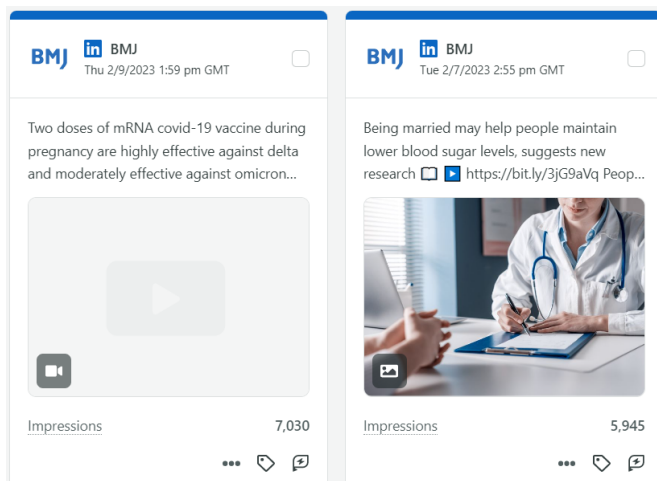 BMJ
in BMJ
Thu 2/9/2023 1:59 pm GMT
Two doses of mRNA covid-19 vaccine during
pregnancy are highly effective against delta
and moderately effective against omicron...
Impressions 7,030
BMJ
in BMJ
Tue 2/7/2023 2:55 pm GMT
Being married may help people maintain
lower blood sugar levels, suggests new
research 📖 ▶️ https://bit.ly/3jG9aVq Peop...
Impressions 5,945